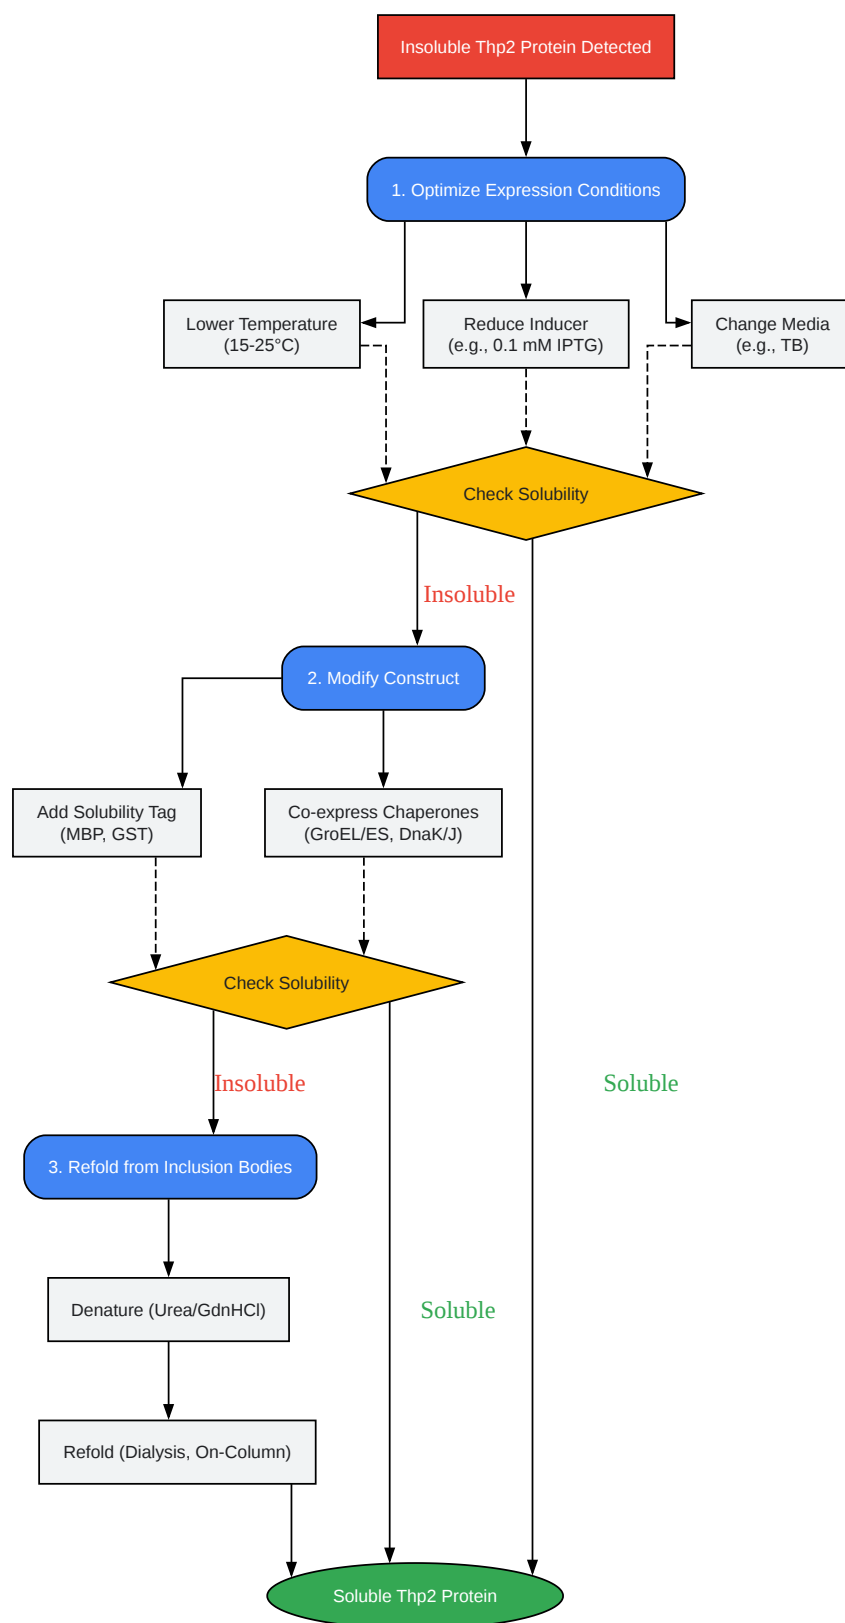 Insoluble Thp2 Protein Detected
1. Optimize Expression Conditions
Lower Temperature
(15-25°C)
Reduce Inducer
(e.g., 0.1 mM IPTG)
Change Media
(e.g., TB)
Check Solubility
Insoluble
2. Modify Construct
Add Solubility Tag
(MBP, GST)
Co-express Chaperones
(GroEL/ES, DnaK/J)
Check Solubility
Insoluble
Soluble
3. Refold from Inclusion Bodies
Denature (Urea/GdnHCl)
Soluble
Refold (Dialysis, On-Column)
Soluble Thp2 Protein